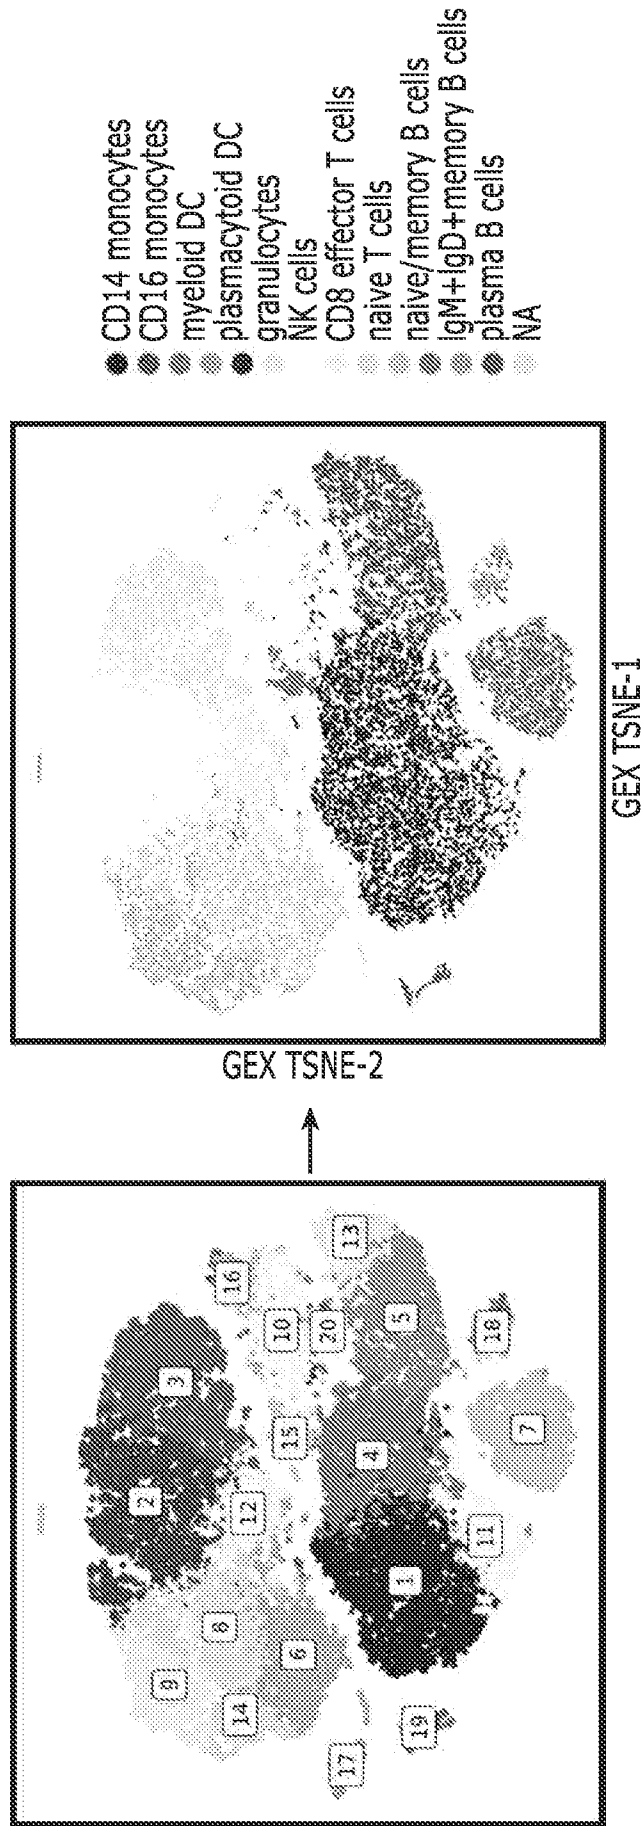 9
8
14
6
17
19
2
3
12
15
10
16
20
13
4
5
1
11
7
18
GEX TSNE-2
GEX TSNE-1
CD14 monocytes
CD16 monocytes
myeloid DC
plasmacytoid DC
granulocytes
NK cells
CD8 effector T cells
naive T cells
naive/memory B cells
IgM+IgD+memory B cells
plasma B cells
NA